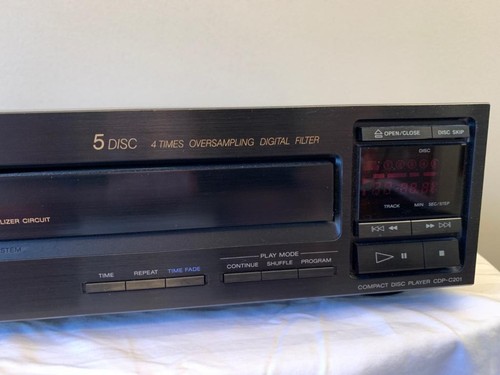 5 DISC 4 TIMES OVERSAMPLING DIGITAL FILTER
OPEN/CLOSE DISC SKIP
DISC
TRACK MIN SEC/STEP
LIZER CIRCUIT
STEM
PLAY MODE
TIME REPEAT TIME FADE
CONTINUE SHUFFLE PROGRAM
COMPACT DISC PLAYER CDP-C201